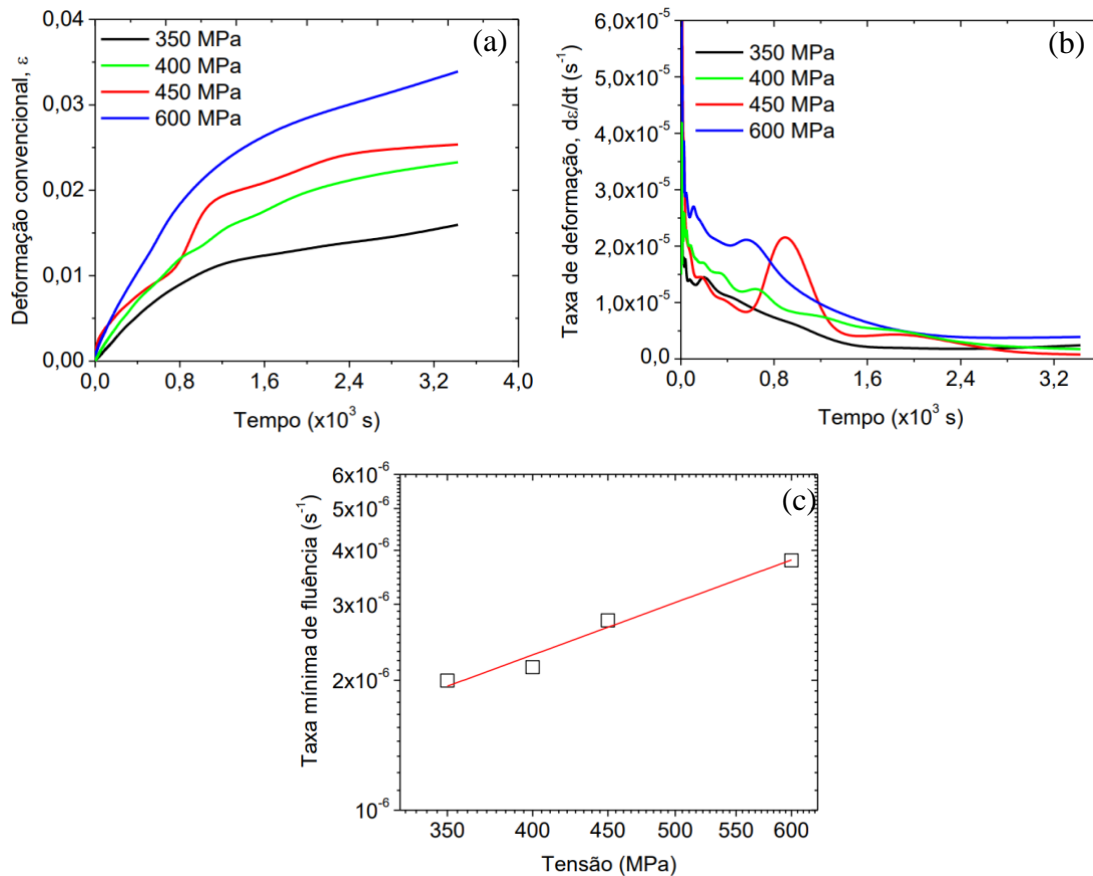 (a)
0,04
0,03
0,02
0,01
0,00
Deformação convencional, ε
350 MPa
400 MPa
450 MPa
600 MPa
0,0 0,8 1,6 2,4 3,2 4,0
Tempo (x10³ s)
(b)
6,0x10⁻⁵
5,0x10⁻⁵
4,0x10⁻⁵
3,0x10⁻⁵
2,0x10⁻⁵
1,0x10⁻⁵
0,0
Taxa de deformação, dε/dt (s⁻¹)
350 MPa
400 MPa
450 MPa
600 MPa
0,0 0,8 1,6 2,4 3,2
Tempo (x10³ s)
(c)
6x10⁻⁶
5x10⁻⁶
4x10⁻⁶
3x10⁻⁶
2x10⁻⁶
10⁻⁶
Taxa mínima de fluência (s⁻¹)
350 400 450 500 550 600
Tensão (MPa)